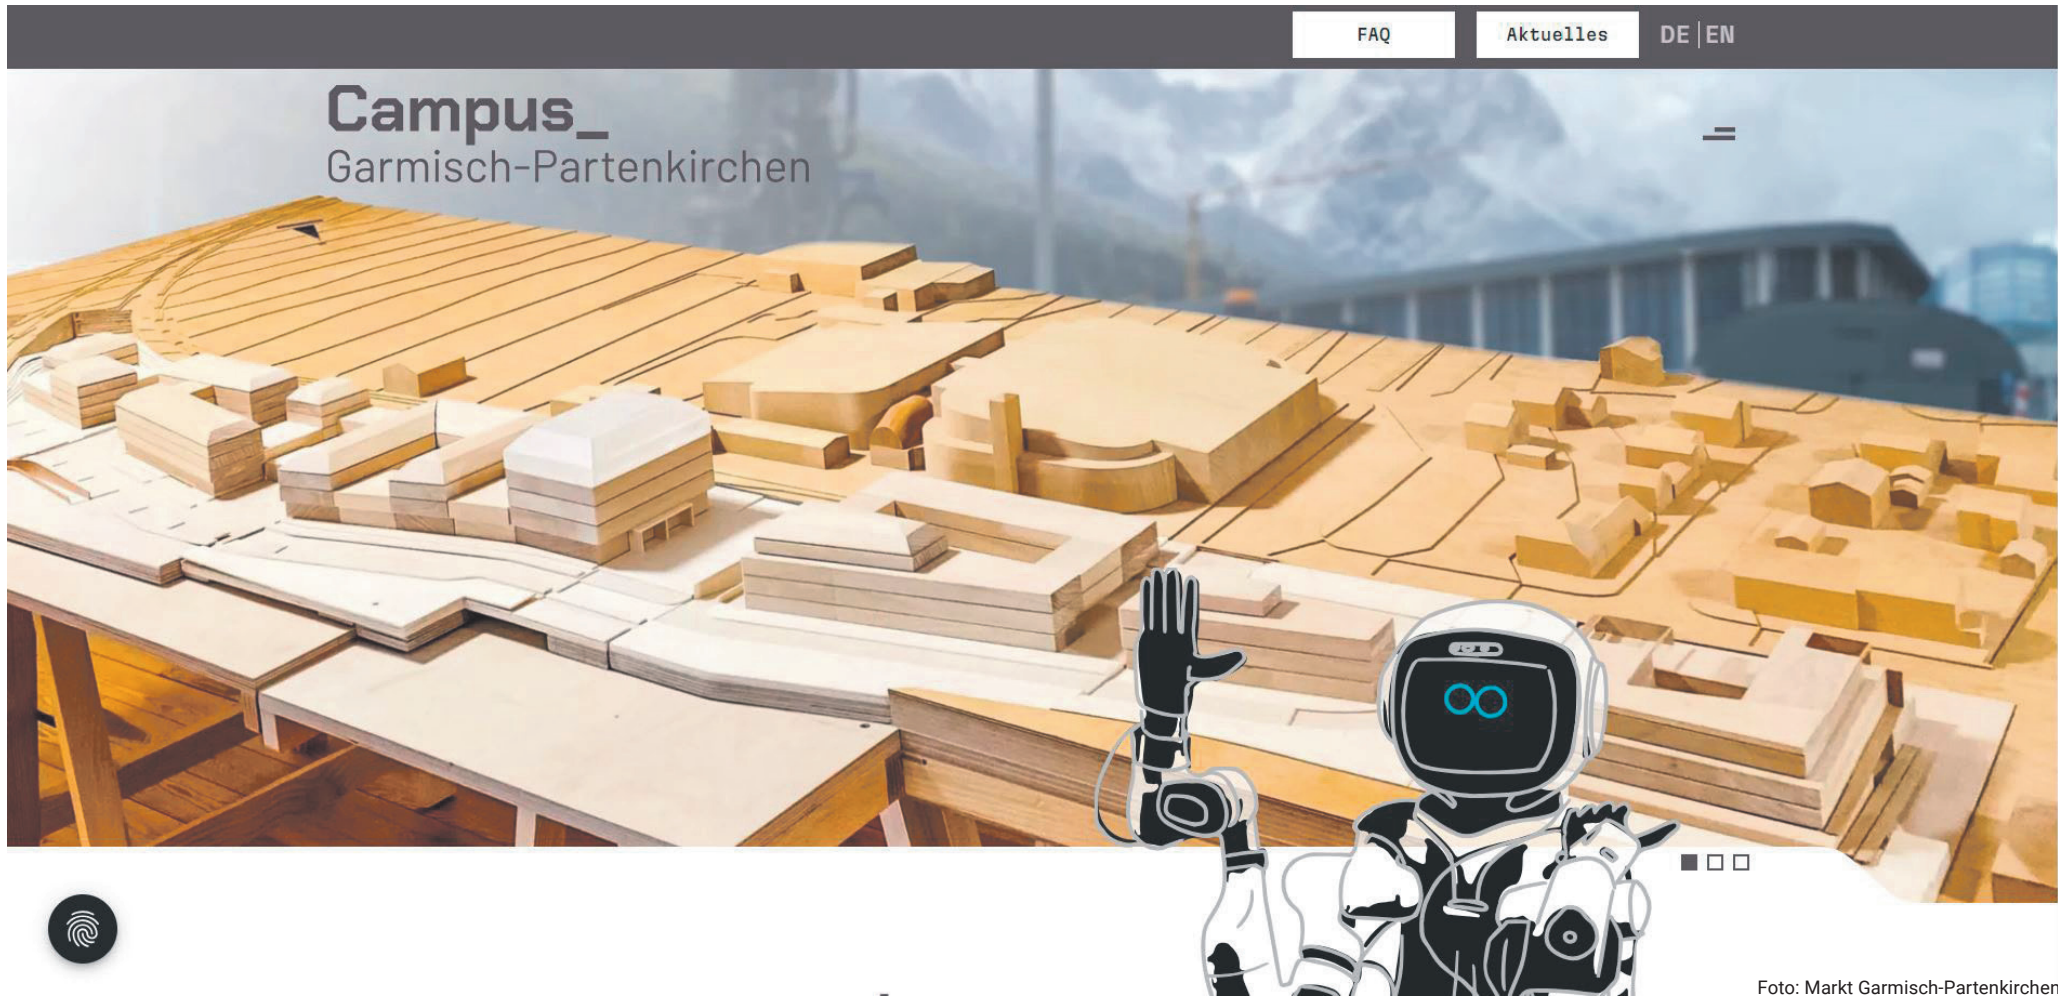 FAQ
Aktuelles
DE | EN
Campus_
Garmisch-Partenkirchen
Foto: Markt Garmisch-Partenkirchen